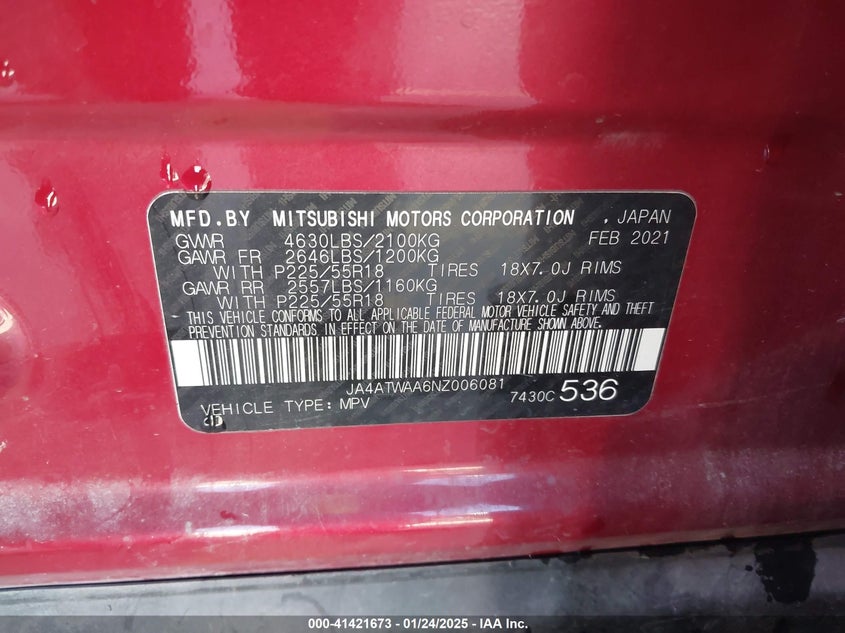 MFD.BY MITSUBISHI MOTORS CORPORATION , JAPAN
GVWR 4630LBS/2100KG FEB 2021
GAWR FR 2646LBS/1200KG
WITH P225/55R18 TIRES 18X7.0J RIMS
GAWR RR 2557LBS/1160KG
WITH P225/55R18 TIRES 18X7.0J RIMS
THIS VEHICLE CONFORMS TO ALL APPLICABLE FEDERAL MOTOR VEHICLE SAFETY AND THEFT
PREVENTION STANDARDS IN EFFECT ON THE DATE OF MANUFACTURE SHOWN ABOVE.
JA4ATWAA6NZ006081
VEHICLE TYPE:MPV 7430C 536
000-41421673 - 01/24/2025 - IAA Inc.